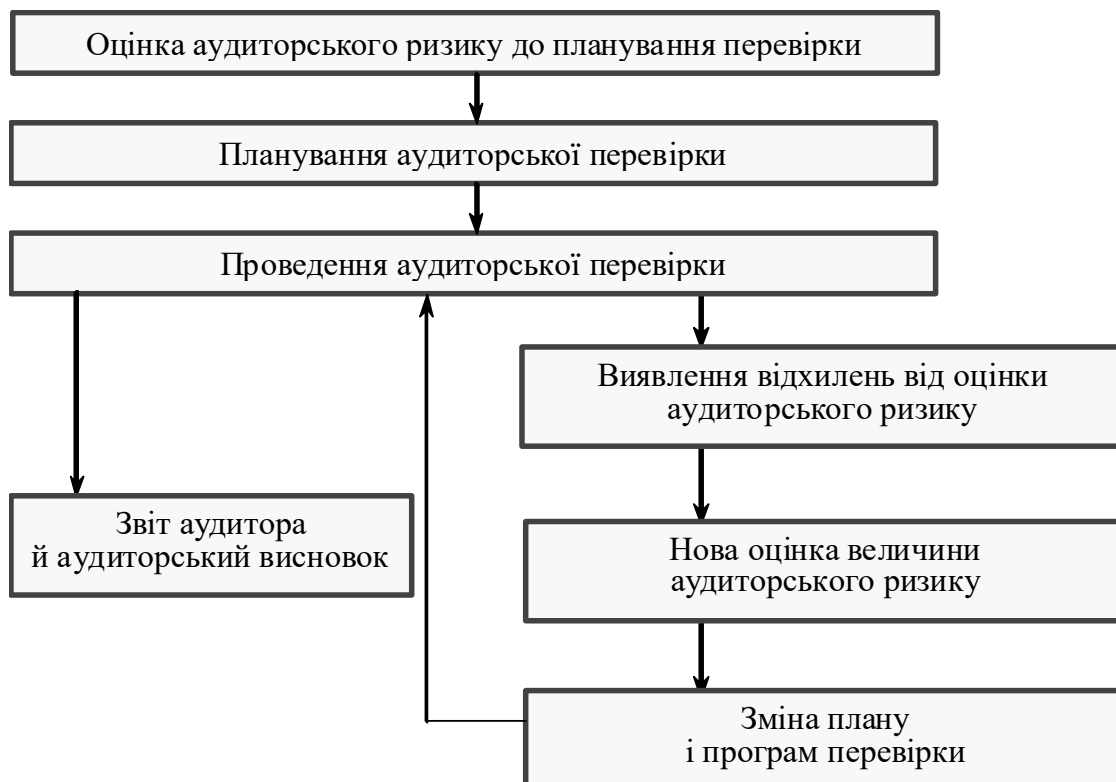 Оцінка аудиторського ризику до планування перевірки
Планування аудиторської перевірки
Проведення аудиторської перевірки
Виявлення відхилень від оцінки
аудиторського ризику
Звіт аудитора
й аудиторський висновок
Нова оцінка величини
аудиторського ризику
Зміна плану
і програм перевірки